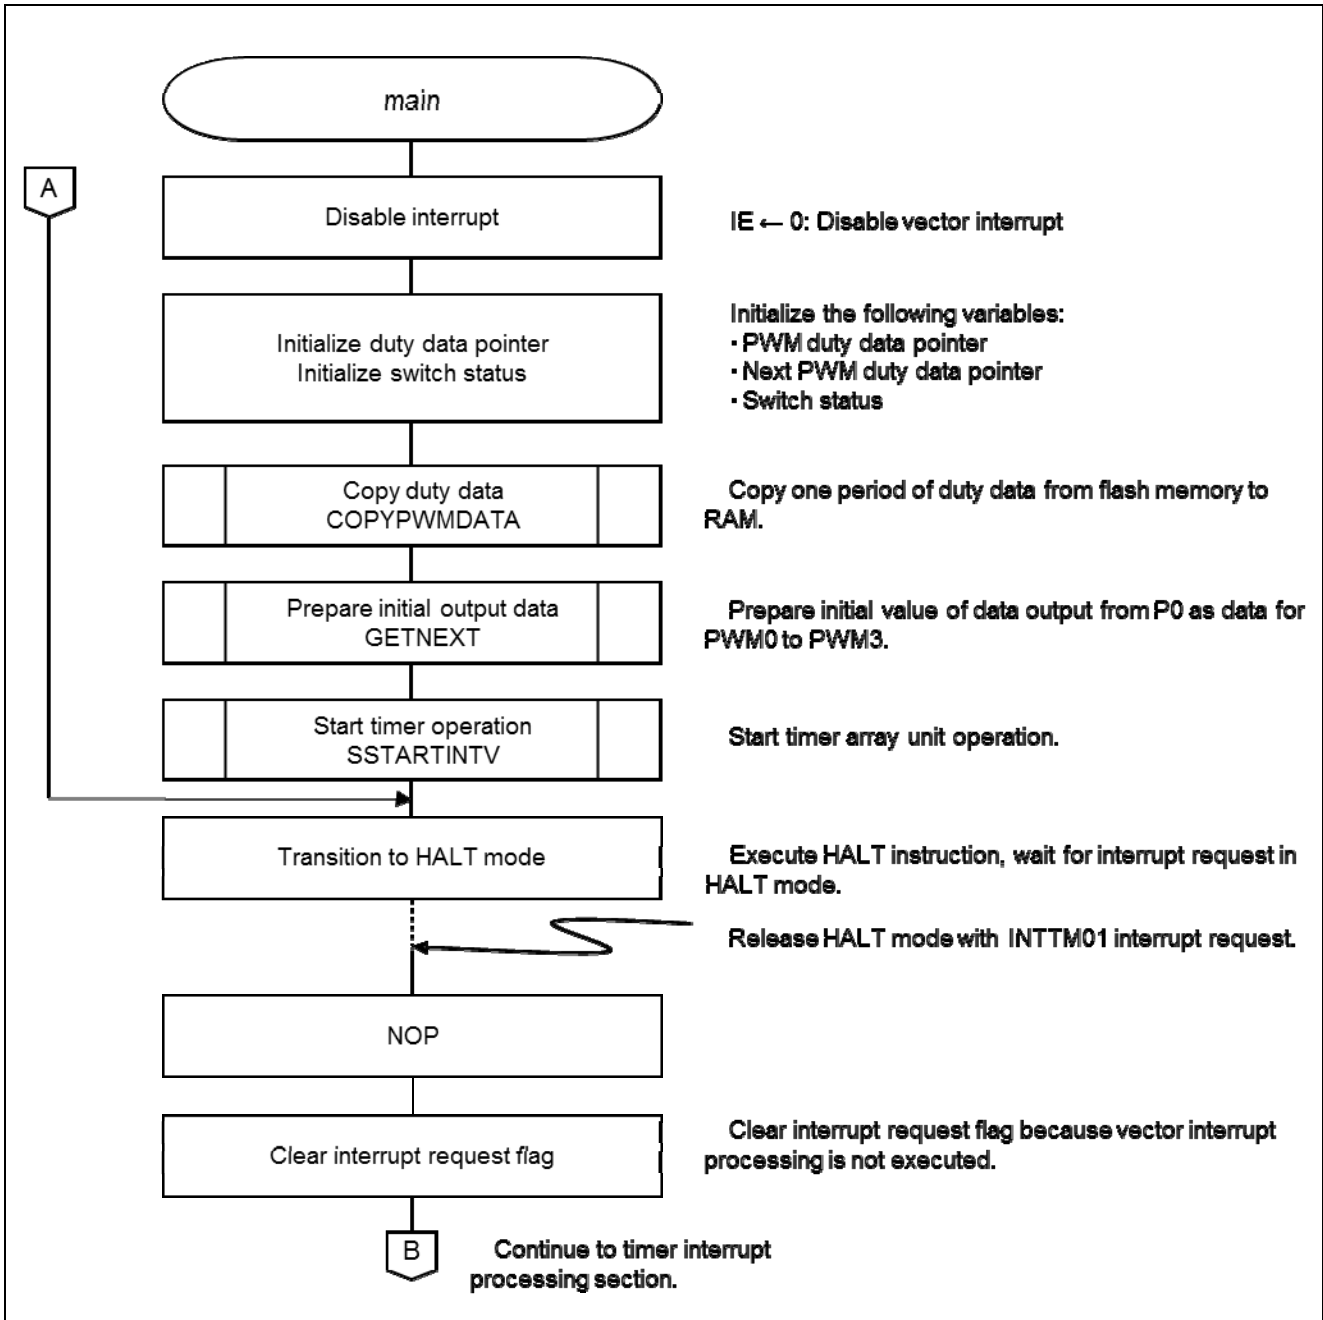 main
A
Disable interrupt
IE ← 0: Disable vector interrupt
Initialize duty data pointer
Initialize switch status
Initialize the following variables:
・PWM duty data pointer
・Next PWM duty data pointer
・Switch status
Copy duty data
COPYPWMDATA
Copy one period of duty data from flash memory to
RAM.
Prepare initial output data
GETNEXT
Prepare initial value of data output from P0 as data for
PWM0 to PWM3.
Start timer operation
SSTARTINTV
Start timer array unit operation.
Transition to HALT mode
Execute HALT instruction, wait for interrupt request in
HALT mode.
Release HALT mode with INTTM01 interrupt request.
NOP
Clear interrupt request flag
Clear interrupt request flag because vector interrupt
processing is not executed.
B
Continue to timer interrupt
processing section.